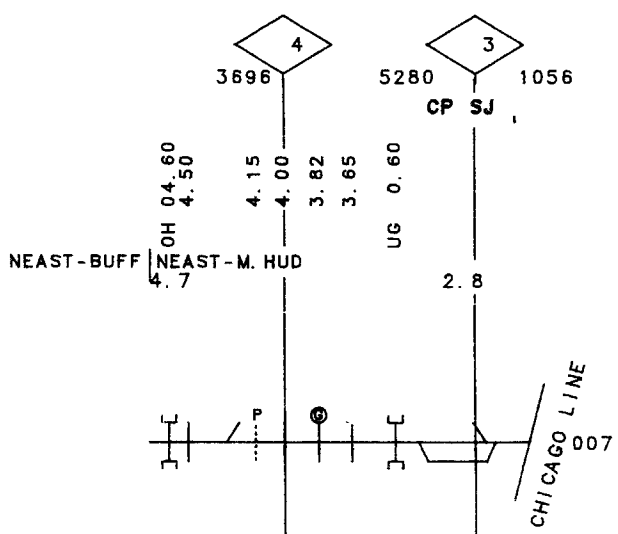 4 3
3696 5280 1056
CP SJ
OH 04.60
4.50
4.15
4.00
3.82
3.65
UG 0.60
NEAST-BUFF NEAST-M. HUD
4.7 2.8
P G
CHICAGO LINE
007